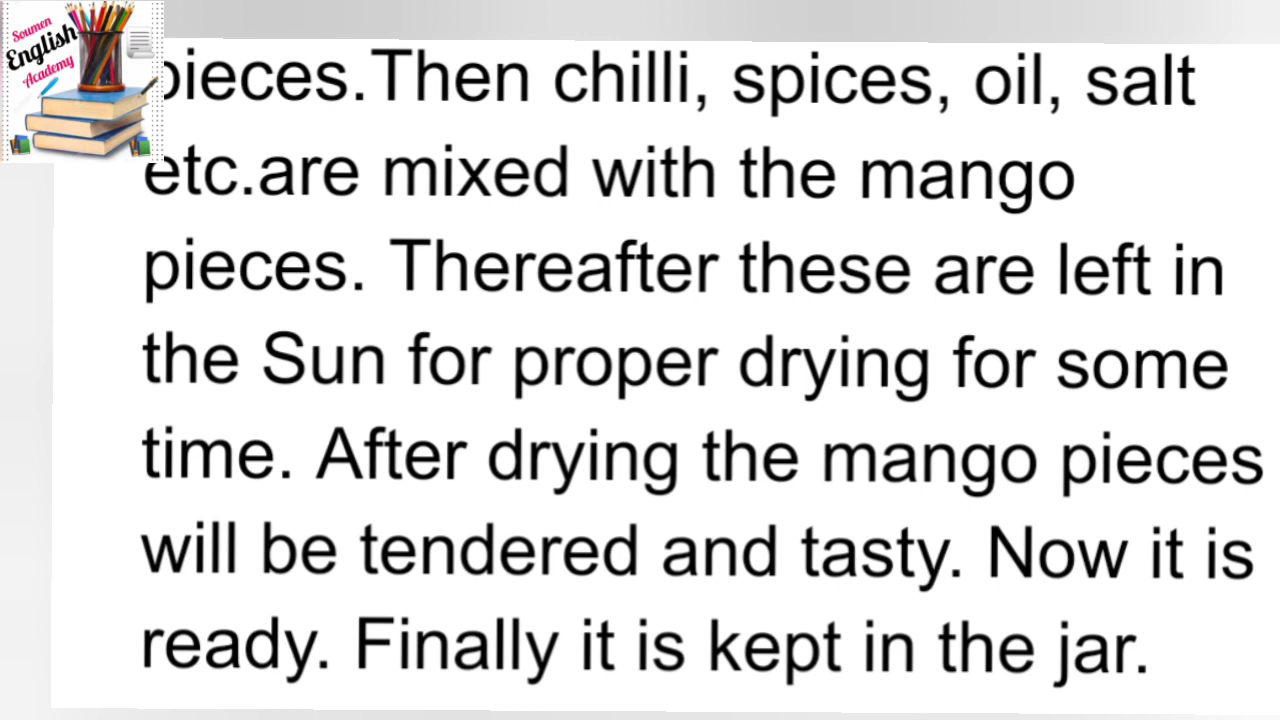 Soumen
English
Academy
pieces.Then chilli, spices, oil, salt
etc.are mixed with the mango
pieces. Thereafter these are left in
the Sun for proper drying for some
time. After drying the mango pieces
will be tendered and tasty. Now it is
ready. Finally it is kept in the jar.